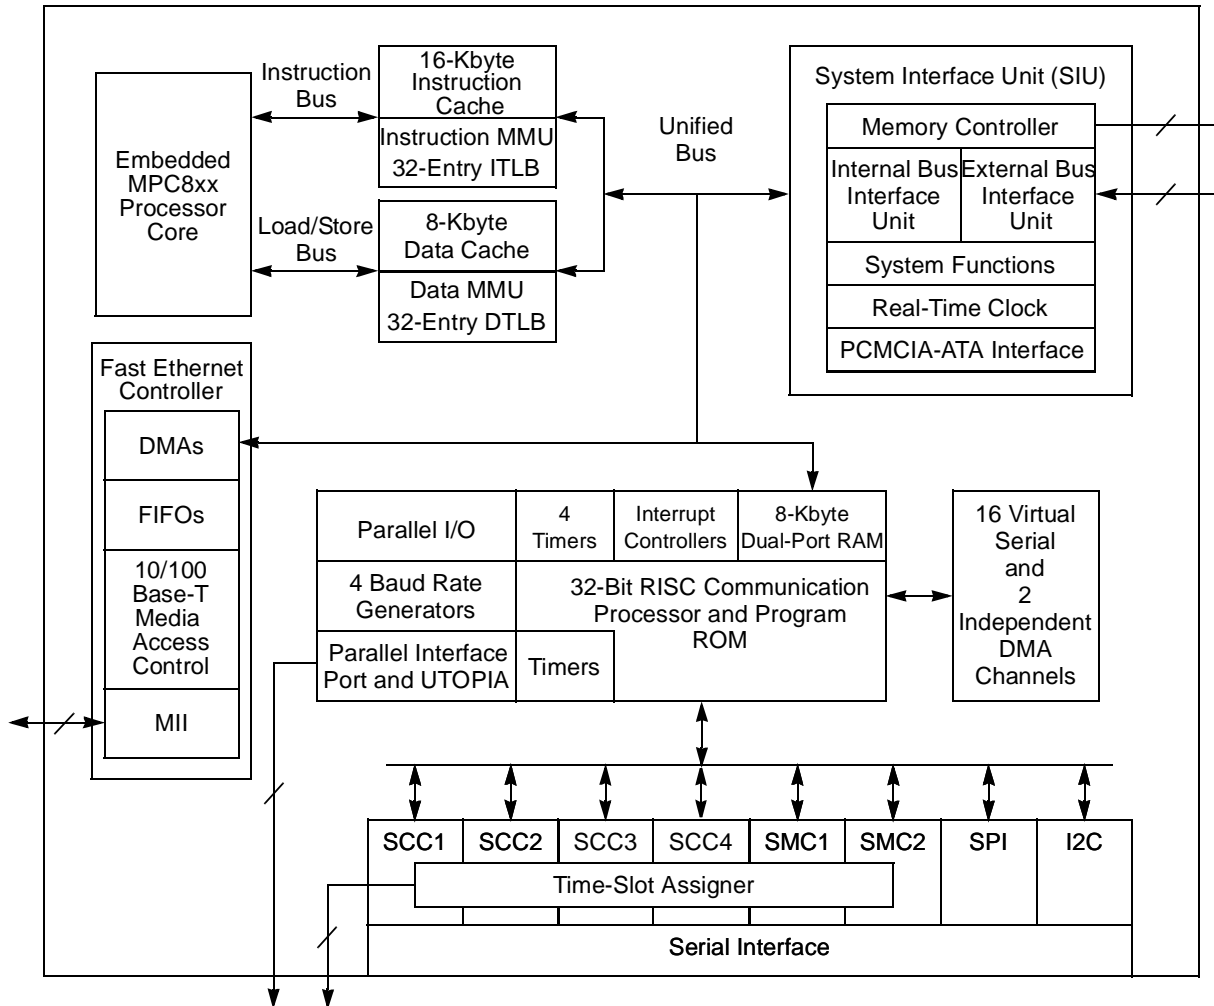 Embedded
MPC8xx
Processor
Core
Instruction
Bus
Load/Store
Bus
16-Kbyte
Instruction
Cache
Instruction MMU
32-Entry ITLB
8-Kbyte
Data Cache
Data MMU
32-Entry DTLB
Unified
Bus
System Interface Unit (SIU)
Memory Controller
Internal Bus
Interface
Unit
External Bus
Interface
Unit
System Functions
Real-Time Clock
PCMCIA-ATA Interface
Fast Ethernet
Controller
DMAs
FIFOs
10/100
Base-T
Media
Access
Control
MII
Parallel I/O
4
Timers
Interrupt
Controllers
8-Kbyte
Dual-Port RAM
4 Baud Rate
Generators
32-Bit RISC Communication
Processor and Program
ROM
Parallel Interface
Port and UTOPIA
Timers
16 Virtual
Serial
and
2
Independent
DMA
Channels
SCC1
SCC2
SCC3
SCC4
SMC1
SMC2
SPI
I2C
Time-Slot Assigner
Serial Interface